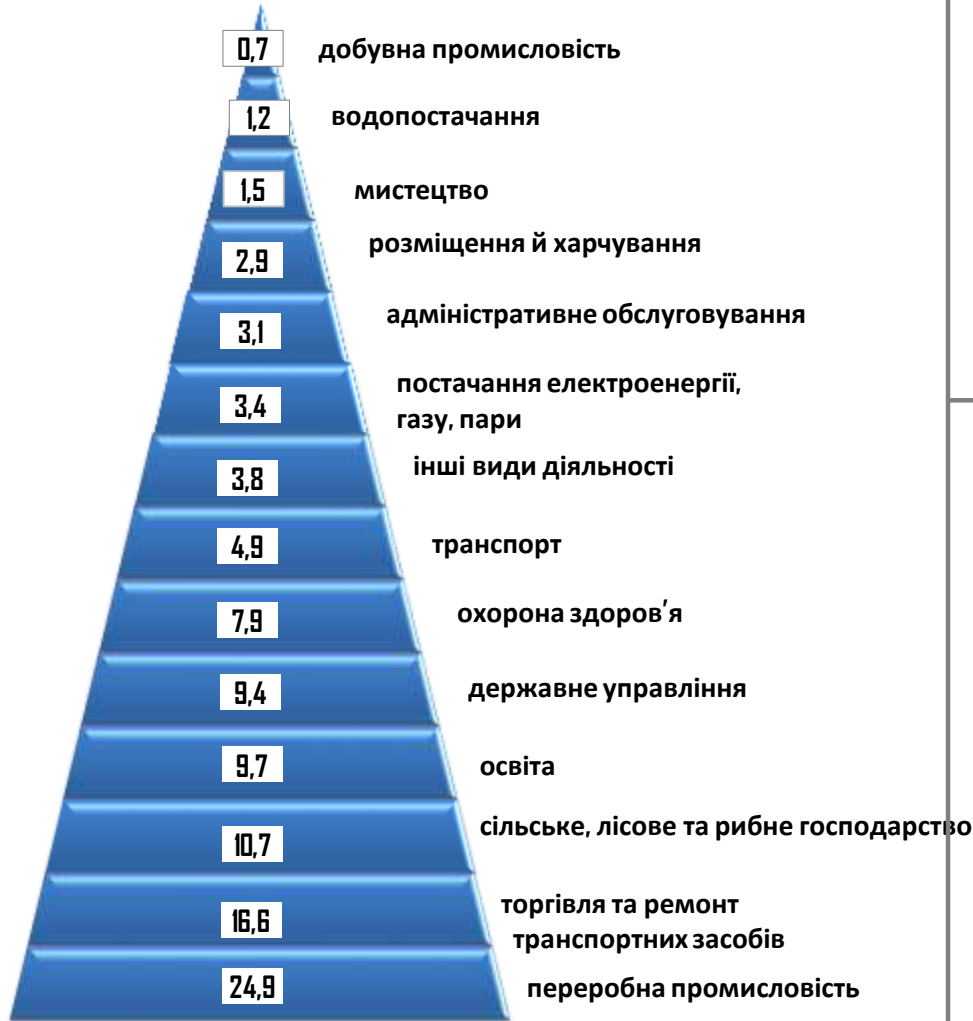 0,7 добувна промисловість
1,2 водопостачання
1,5 мистецтво
2,9 розміщення й харчування
3,1 адміністративне обслуговування
3,4 постачання електроенергії,
газу, пари
3,8 інші види діяльності
4,9 транспорт
7,9 охорона здоров'я
9,4 державне управління
9,7 освіта
10,7 сільське, лісове та рибне господарство
16,6 торгівля та ремонт
транспортних засобів
24,9 переробна промисловість